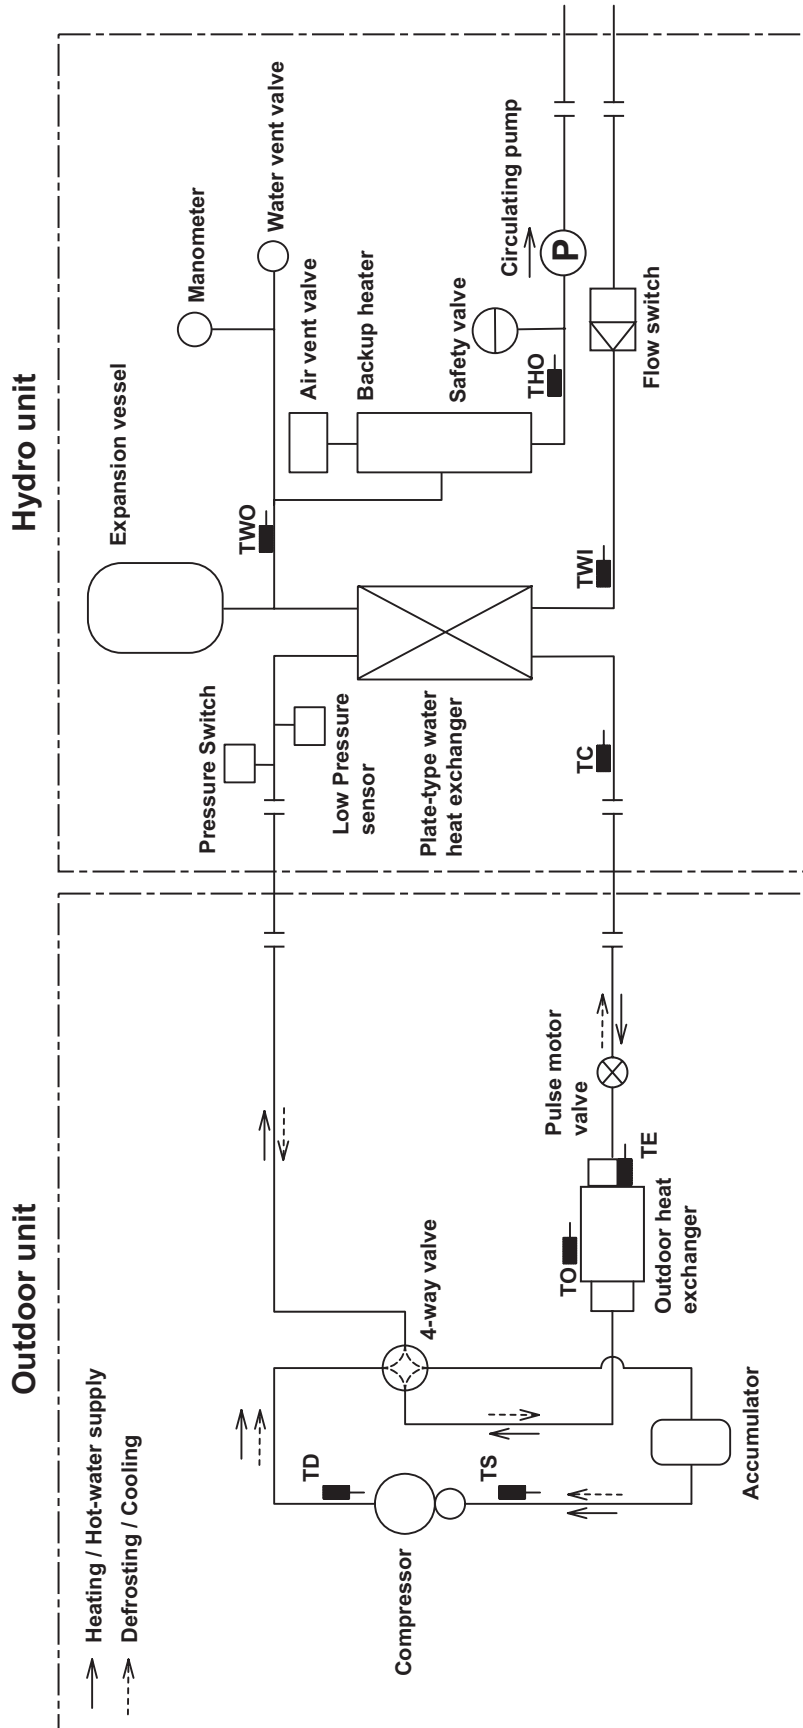 Outdoor unit
Hydro unit
Heating / Hot-water supply
Defrosting / Cooling
Compressor
TD
TS
Accumulator
4-way valve
TO
Outdoor heat
exchanger
TE
Pulse motor
valve
Pressure Switch
Low Pressure
sensor
Plate-type water
heat exchanger
TC
Expansion vessel
TWO
TWI
Manometer
Water vent valve
Air vent valve
Backup heater
Safety valve
THO
Circulating pump
P
Flow switch